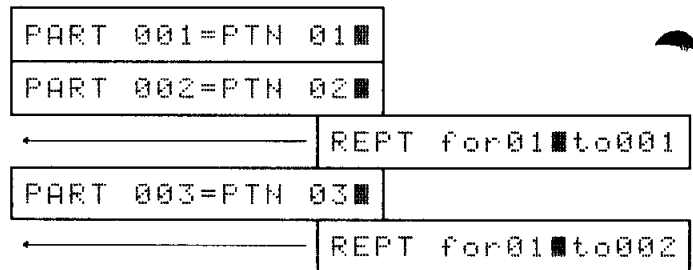 PART 001=PTN 01■
PART 002=PTN 02■
REPT for01■to001
PART 003=PTN 03■
REPT for01■to002